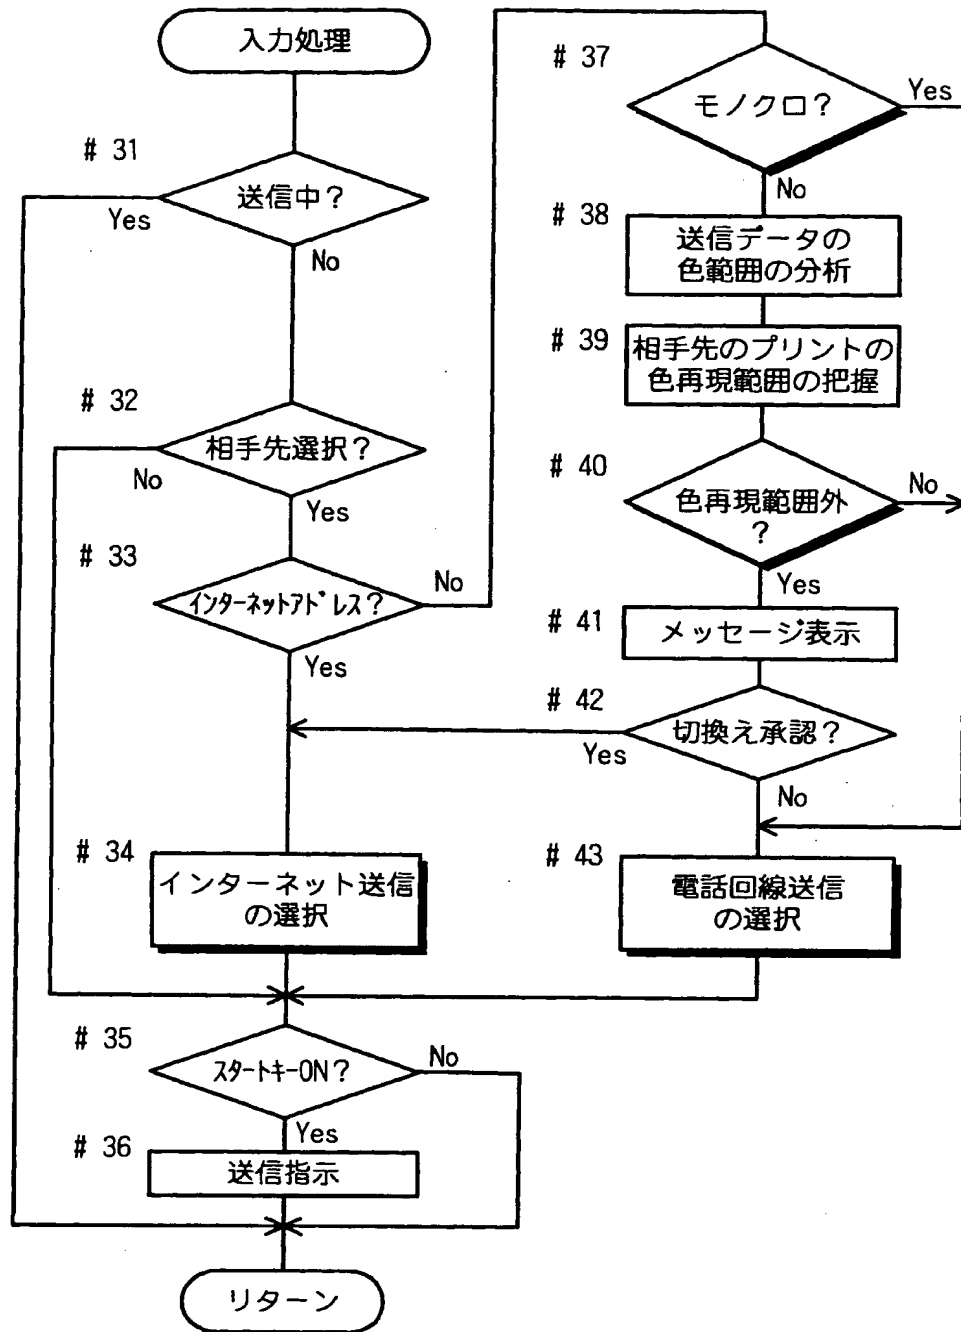 入力処理
# 31
送信中？
Yes
No
# 32
相手先選択？
No
Yes
# 33
インターネットアドレス？
No
Yes
# 34
インターネット送信
の選択
# 35
スタートキーON？
No
Yes
# 36
送信指示
リターン
# 37
モノクロ？
Yes
No
# 38
送信データの
色範囲の分析
# 39
相手先のプリントの
色再現範囲の把握
# 40
色再現範囲外
？
No
Yes
# 41
メッセージ表示
# 42
切換え承認？
Yes
No
# 43
電話回線送信
の選択